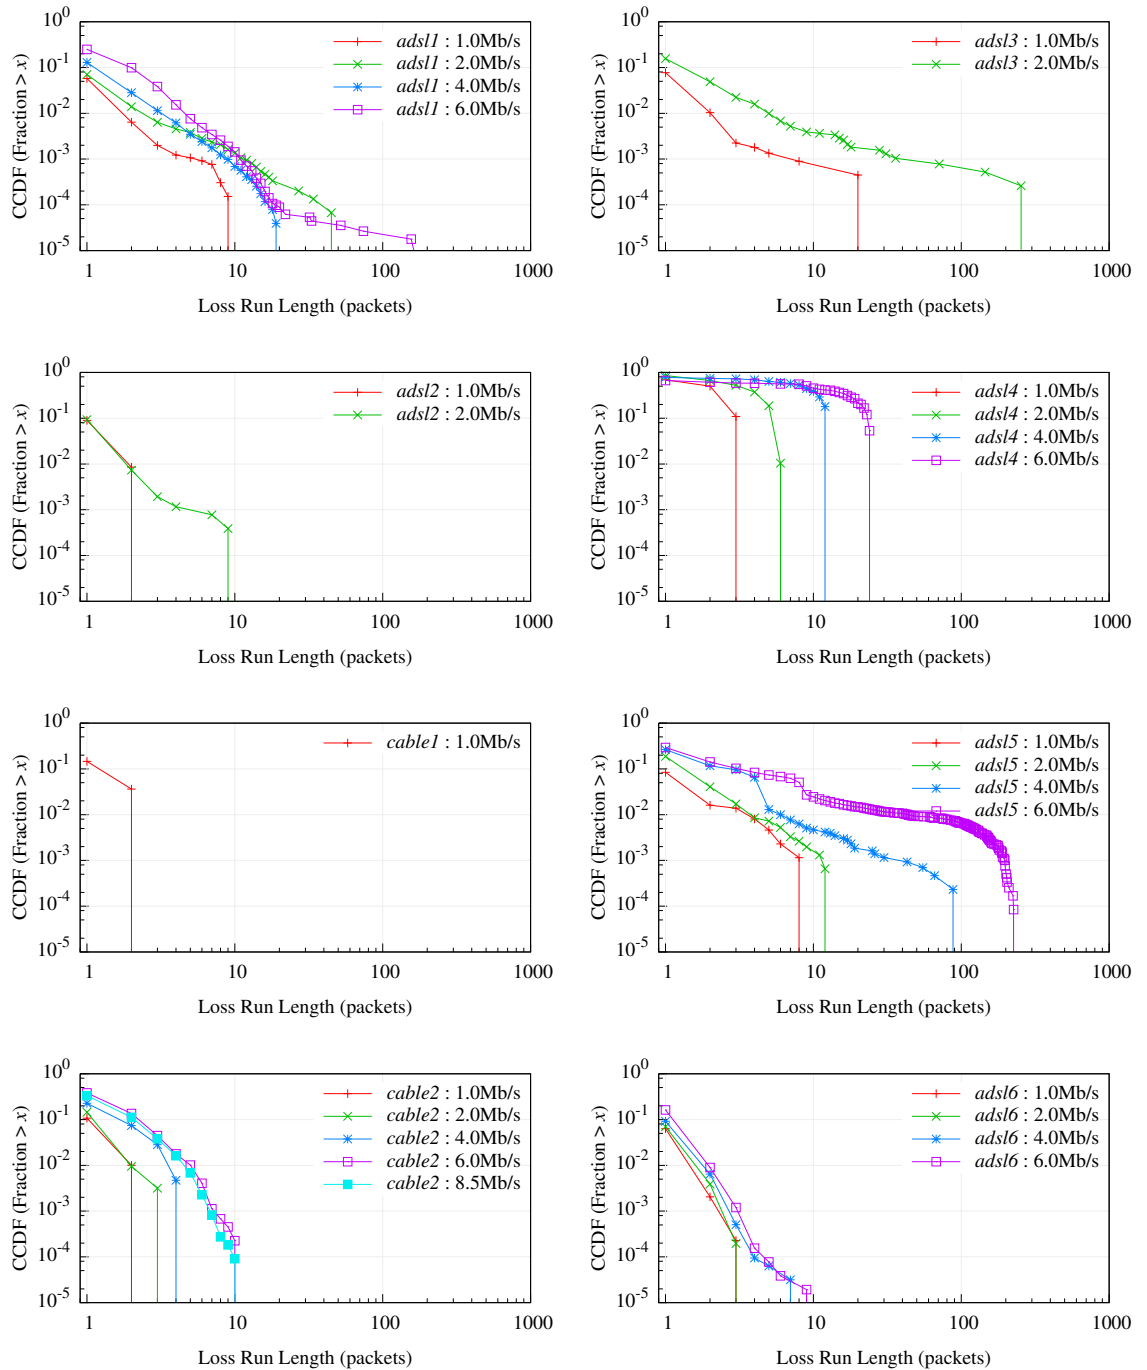 CCDF (Fraction > x)
10^0
10^-1
10^-2
10^-3
10^-4
10^-5
1 10 100 1000
Loss Run Length (packets)
adsl1 : 1.0Mb/s
adsl1 : 2.0Mb/s
adsl1 : 4.0Mb/s
adsl1 : 6.0Mb/s
CCDF (Fraction > x)
10^0
10^-1
10^-2
10^-3
10^-4
10^-5
1 10 100 1000
Loss Run Length (packets)
adsl3 : 1.0Mb/s
adsl3 : 2.0Mb/s
CCDF (Fraction > x)
10^0
10^-1
10^-2
10^-3
10^-4
10^-5
1 10 100 1000
Loss Run Length (packets)
adsl2 : 1.0Mb/s
adsl2 : 2.0Mb/s
CCDF (Fraction > x)
10^0
10^-1
10^-2
10^-3
10^-4
10^-5
1 10 100 1000
Loss Run Length (packets)
adsl4 : 1.0Mb/s
adsl4 : 2.0Mb/s
adsl4 : 4.0Mb/s
adsl4 : 6.0Mb/s
CCDF (Fraction > x)
10^0
10^-1
10^-2
10^-3
10^-4
10^-5
1 10 100 1000
Loss Run Length (packets)
cable1 : 1.0Mb/s
CCDF (Fraction > x)
10^0
10^-1
10^-2
10^-3
10^-4
10^-5
1 10 100 1000
Loss Run Length (packets)
adsl5 : 1.0Mb/s
adsl5 : 2.0Mb/s
adsl5 : 4.0Mb/s
adsl5 : 6.0Mb/s
CCDF (Fraction > x)
10^0
10^-1
10^-2
10^-3
10^-4
10^-5
1 10 100 1000
Loss Run Length (packets)
cable2 : 1.0Mb/s
cable2 : 2.0Mb/s
cable2 : 4.0Mb/s
cable2 : 6.0Mb/s
cable2 : 8.5Mb/s
CCDF (Fraction > x)
10^0
10^-1
10^-2
10^-3
10^-4
10^-5
1 10 100 1000
Loss Run Length (packets)
adsl6 : 1.0Mb/s
adsl6 : 2.0Mb/s
adsl6 : 4.0Mb/s
adsl6 : 6.0Mb/s